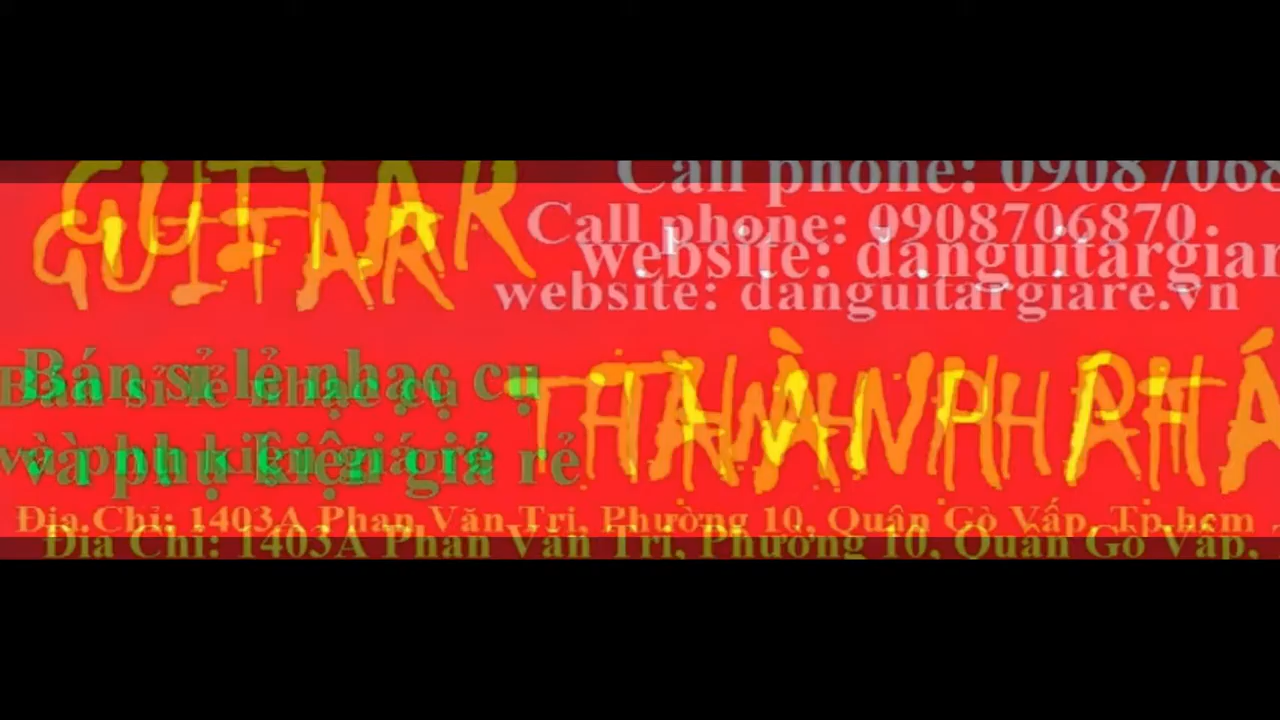 GUITAR
Call phone: 0908706870
website: danguitargiare.vn
THÀNH PHÁT
Bán sỉ lẻ nhạc cụ
và phụ kiện giá rẻ
Địa Chỉ: 1403A Phan Văn Trị, Phường 10, Quận Gò Vấp, Tp.hcm